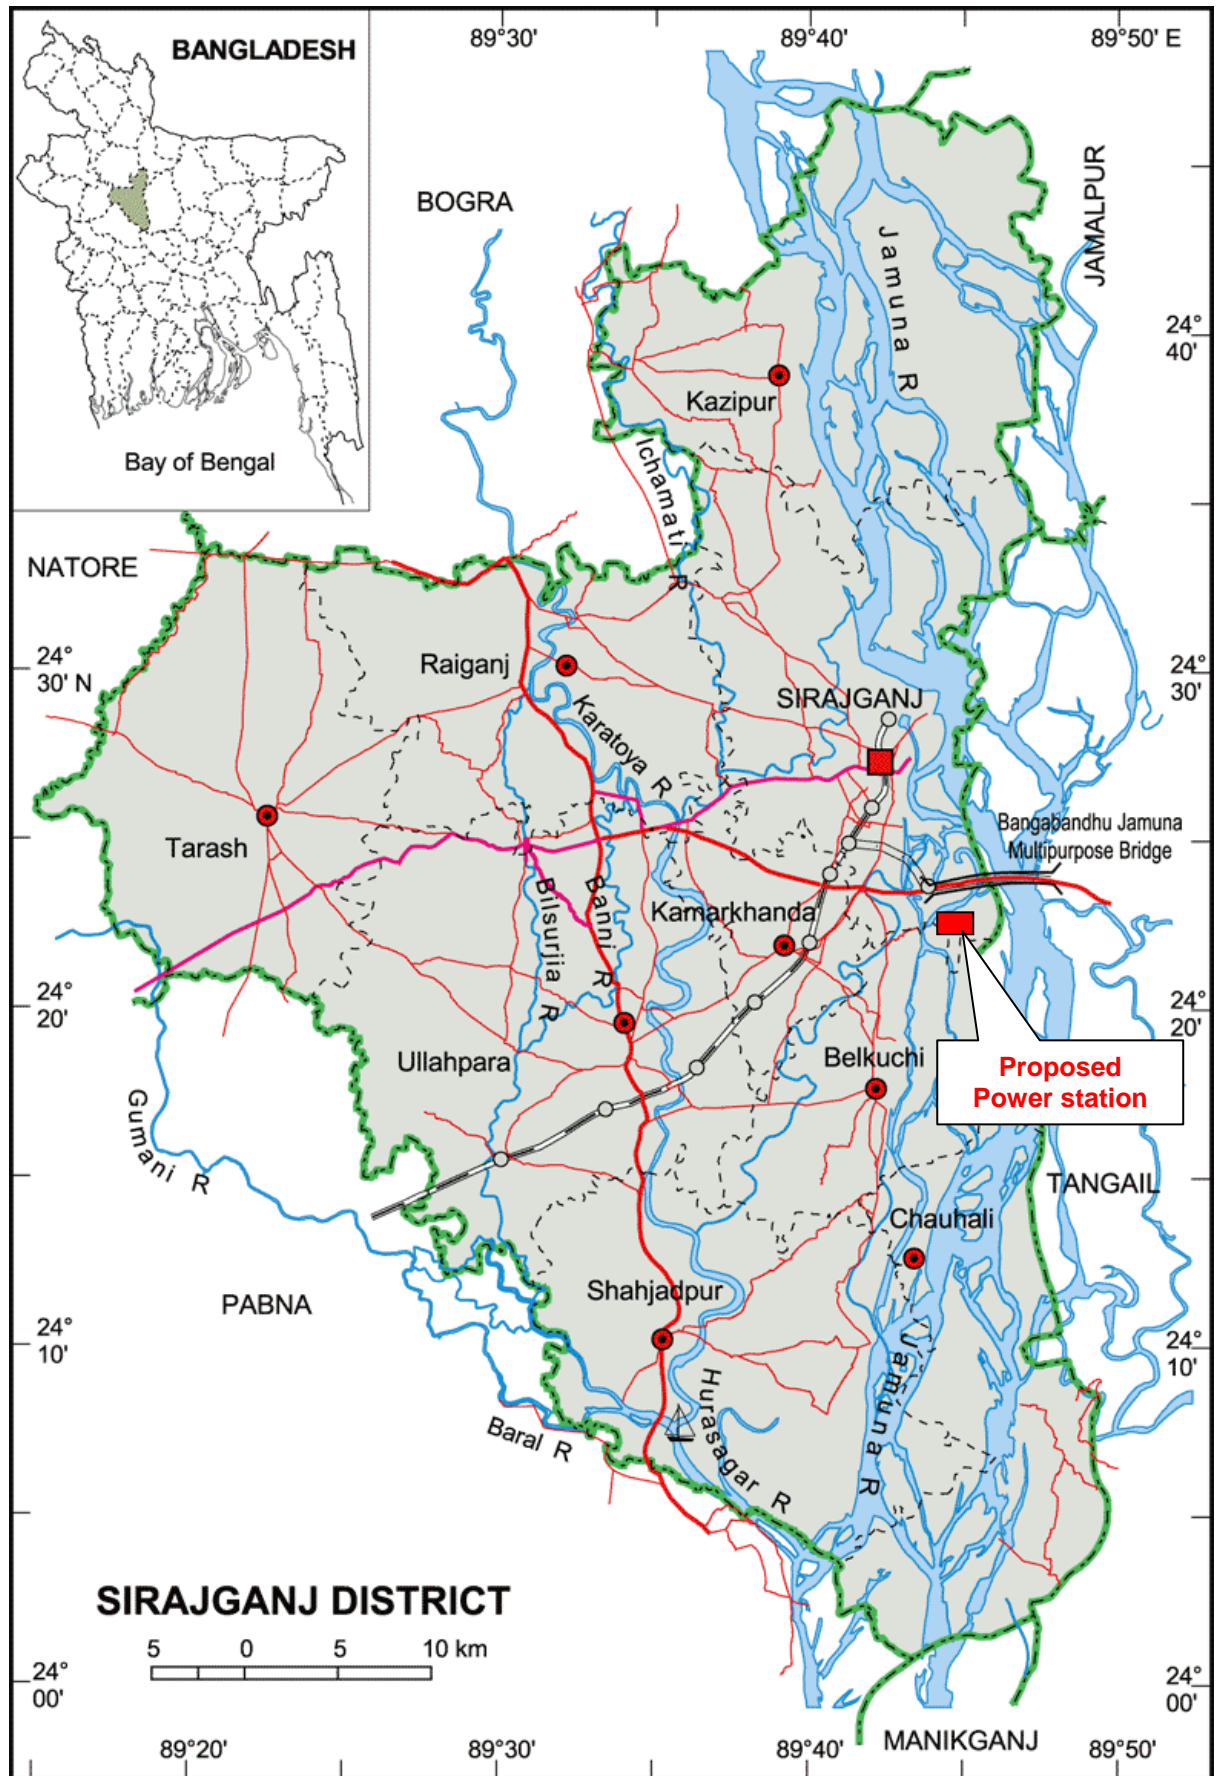 89°30'
89°40'
89°50' E
BANGLADESH
Bay of Bengal
BOGRA
JAMALPUR
Jamuna R
24°
40'
Kazipur
Ichamati R
NATORE
24°
30' N
Raiganj
24°
30'
SIRAJGANJ
Karatoya R
Bangabandhu Jamuna
Multipurpose Bridge
Tarash
Bilsurjia R
Banni R
Kamarkhanda
24°
20'
24°
20'
Ullahpara
Belkuchi
Proposed
Power station
Gumani R
TANGAIL
Chauhali
Shahjadpur
PABNA
24°
10'
24°
10'
Jamuna R
Hurasagar R
Baral R
SIRAJGANJ DISTRICT
5 0 5 10 km
24°
00'
24°
00'
MANIKGANJ
89°20'
89°30'
89°40'
89°50'